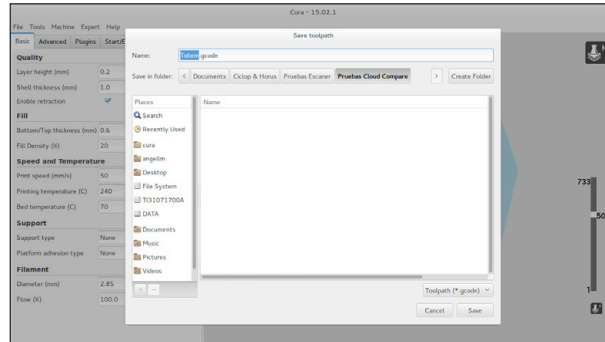 Cura - 15.02.1
File Tools Machine Expert Help
Basic Advanced Plugins Start/E
Quality
Layer height (mm) 0.2
Shell thickness (mm) 1.0
Enable retraction
Fill
Bottom/Top thickness (mm) 0.6
Fill Density (%) 20
Speed and Temperature
Print speed (mm/s) 50
Printing temperature (C) 240
Bed temperature (C) 70
Support
Support type None
Platform adhesion type None
Filament
Diameter (mm) 2.85
Flow (%) 100.0
Save toolpath
Name: Totem.gcode
Save in folder: < Documents Ciclop & Horus Pruebas Escaner Pruebas Cloud Compare > Create Folder
Places
Search
Recently Used
cura
angelim
Desktop
File System
TI31071700A
DATA
Documents
Music
Pictures
Videos
+ −
Name
Toolpath (*.gcode)
Cancel Save
733
50
1